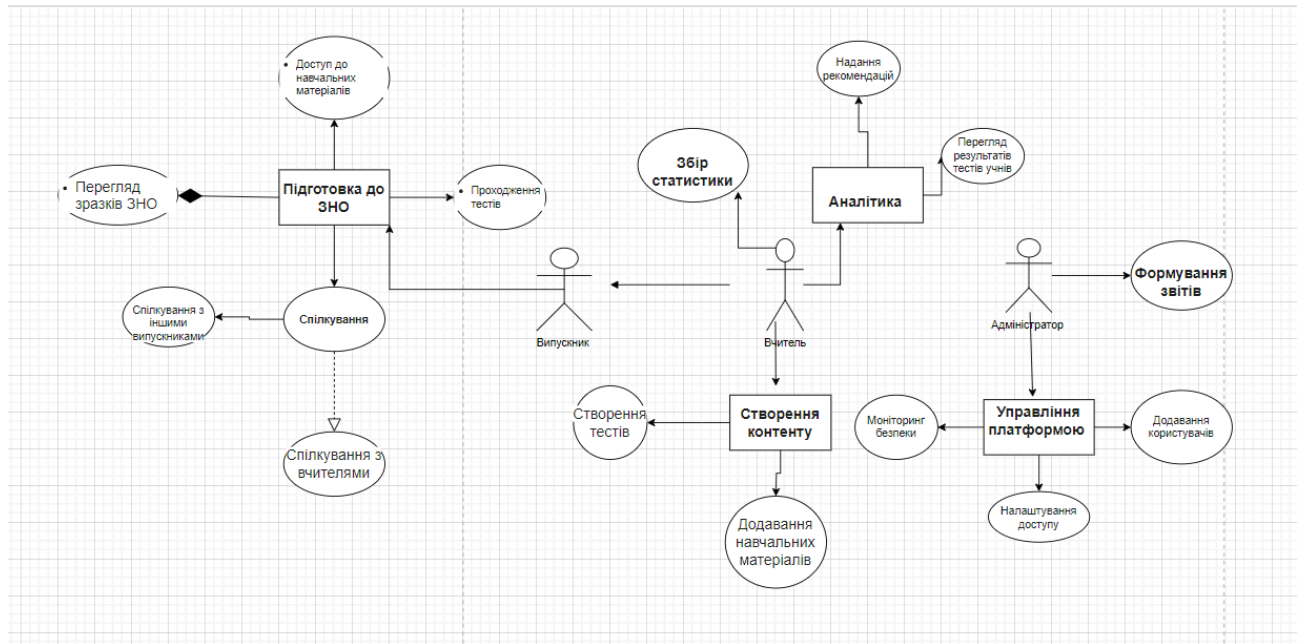 • Доступ до
навчальних
матеріалів
Надання
рекомендацій
Збір
статистики
Перегляд
результатів
тестів учнів
• Перегляд
зразків ЗНО
Підготовка до
ЗНО
• Проходження
тестів
Аналітика
Формування
звітів
Спілкування з
іншими
випускниками
Спілкування
Випускник
Вчитель
Адміністратор
Створення
тестів
Створення
контенту
Моніторинг
безпеки
Управління
платформою
Додавання
користувачів
Спілкування з
вчителями
Додавання
навчальних
матеріалів
Налаштування
доступу